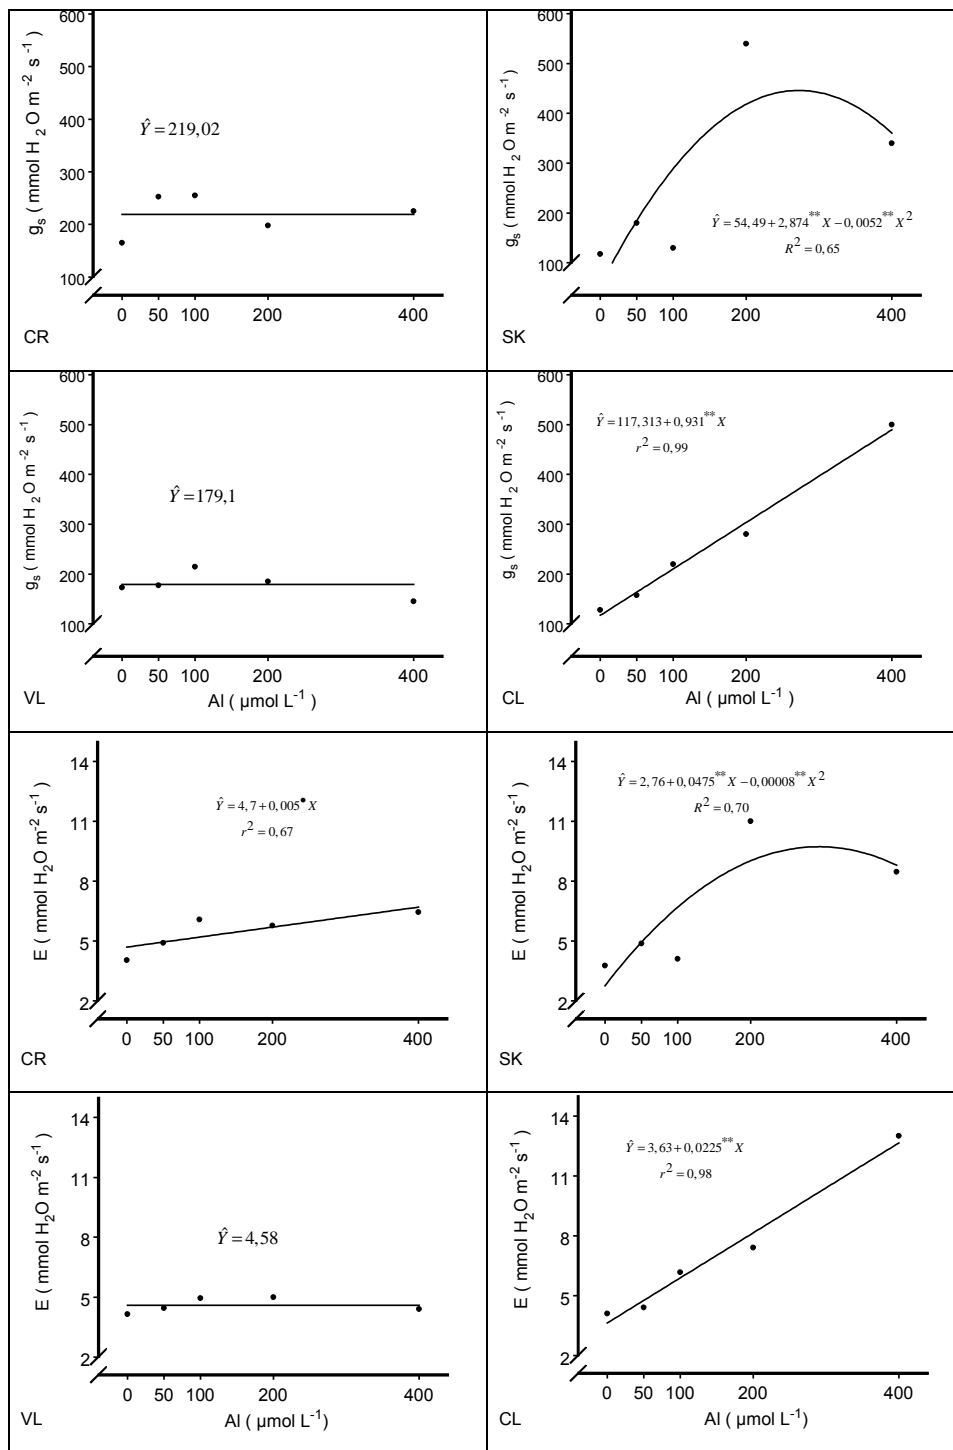 600
500
400
300
200
100
g_s ( mmol H_2 O m^-2 s^-1 )
Ŷ = 219,02
0 50 100 200 400
CR
600
500
400
300
200
100
g_s ( mmol H_2 O m^-2 s^-1 )
Ŷ = 54,49 + 2,874** X − 0,0052** X^2
R^2 = 0,65
0 50 100 200 400
SK
600
500
400
300
200
100
g_s ( mmol H_2 O m^-2 s^-1 )
Ŷ = 179,1
0 50 100 200 400
VL
Al ( µmol L^-1 )
600
500
400
300
200
100
g_s ( mmol H_2 O m^-2 s^-1 )
Ŷ = 117,313 + 0,931** X
r^2 = 0,99
0 50 100 200 400
CL
Al ( µmol L^-1 )
14
11
8
5
2
E ( mmol H_2O m^-2 s^-1 )
Ŷ = 4,7 + 0,005* X
r^2 = 0,67
0 50 100 200 400
CR
14
11
8
5
2
E ( mmol H_2O m^-2 s^-1 )
Ŷ = 2,76 + 0,0475** X − 0,00008** X^2
R^2 = 0,70
0 50 100 200 400
SK
14
11
8
5
2
E ( mmol H_2O m^-2 s^-1 )
Ŷ = 4,58
0 50 100 200 400
VL
Al ( µmol L^-1 )
14
11
8
5
2
E ( mmol H_2O m^-2 s^-1 )
Ŷ = 3,63 + 0,0225** X
r^2 = 0,98
0 50 100 200 400
CL
Al ( µmol L^-1 )